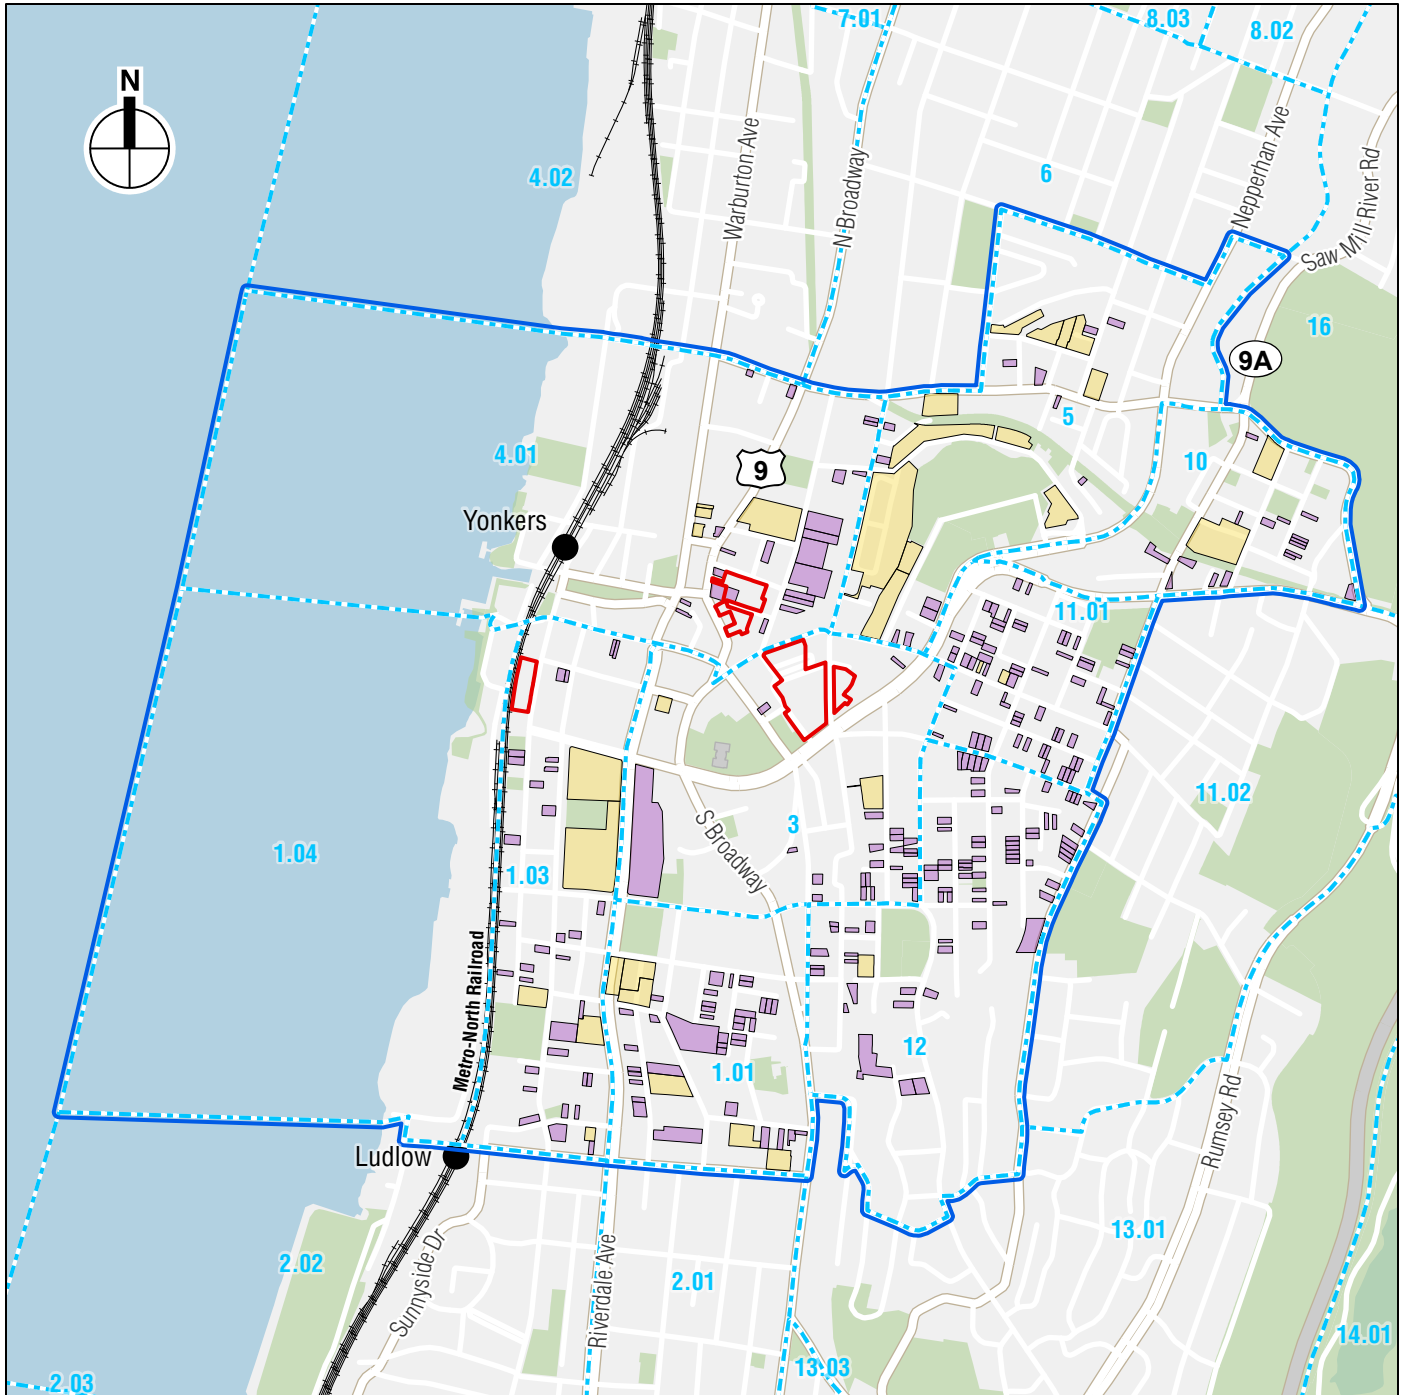 7.01
8.03
8.02
N
Warburton Ave
N Broadway
Nepperhan Ave
Saw Mill River Rd
4.02
6
16
9A
5
4.01
10
9
Yonkers
11.01
11.02
S Broadway
3
1.04
1.03
Metro-North Railroad
12
1.01
Rumsey Rd
Ludlow
13.01
Sunnyside Dr
2.02
Riverdale Ave
2.01
14.01
13.03
2.03